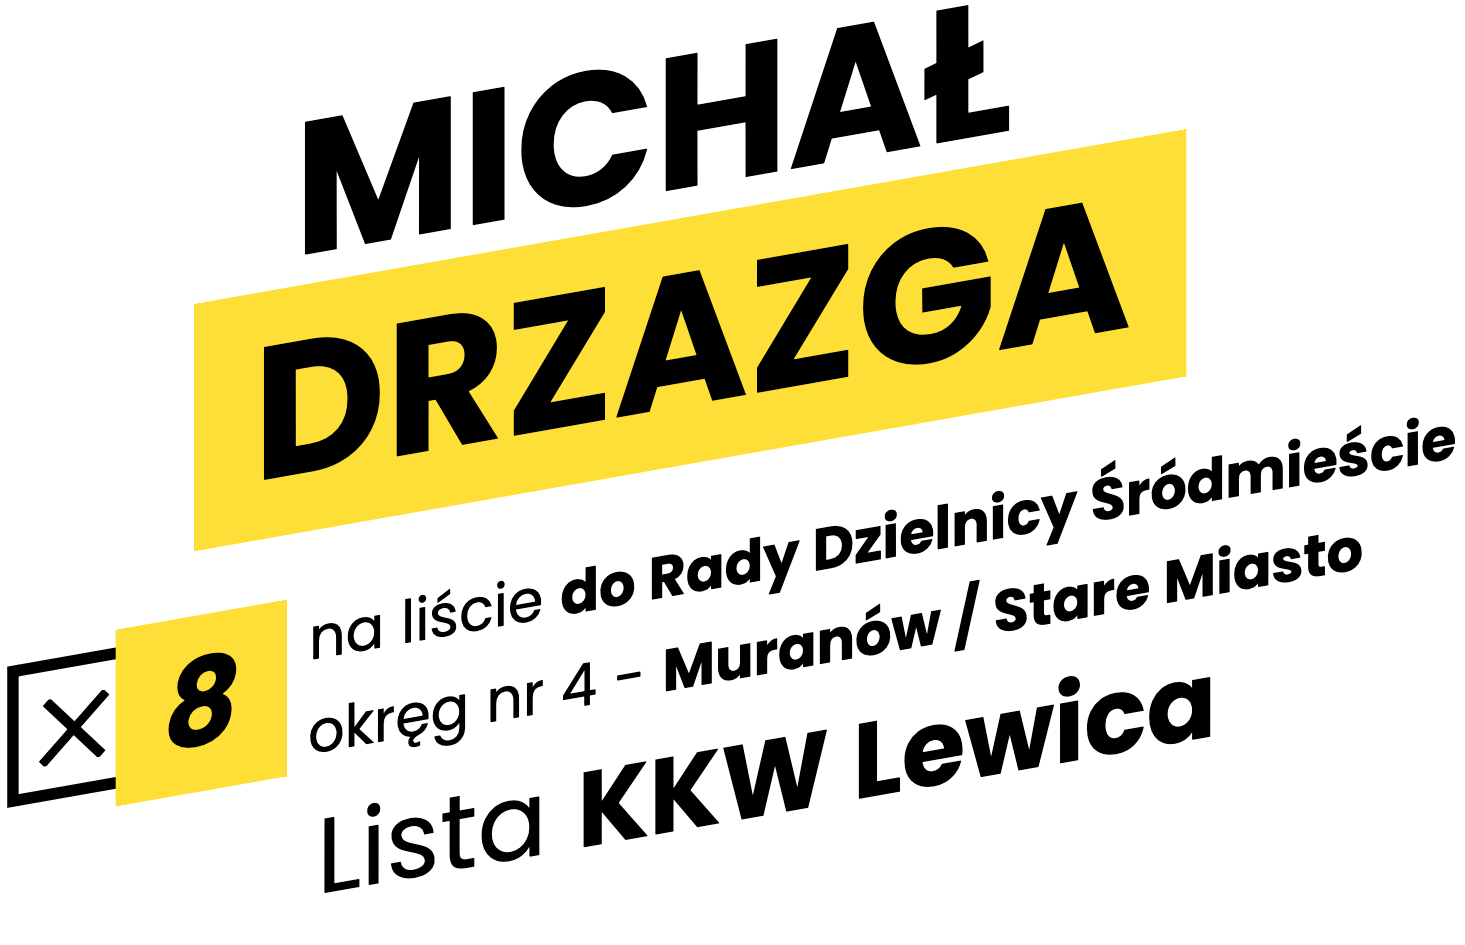 MICHAŁ
DRZAZGA
8
na liście do Rady Dzielnicy Śródmieście
okręg nr 4 - Muranów / Stare Miasto
Lista KKW Lewica